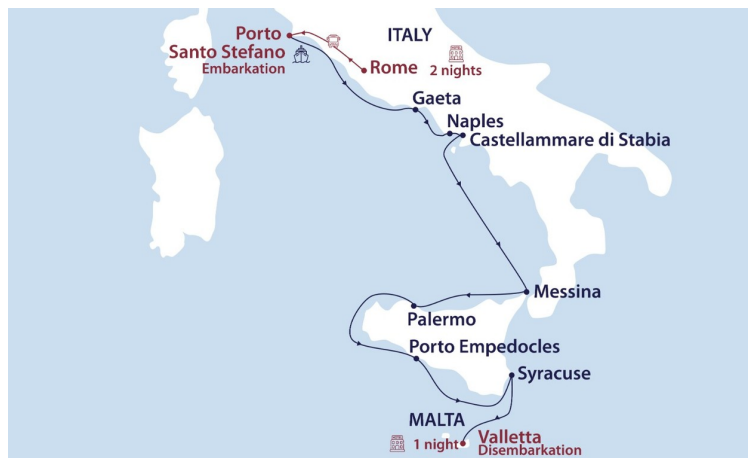 ITALY
Porto
Santo Stefano
Embarkation
Rome
2 nights
Gaeta
Naples
Castellammare di Stabia
Messina
Palermo
Porto Empedocles
Syracuse
MALTA
1 night
Valletta
Disembarkation